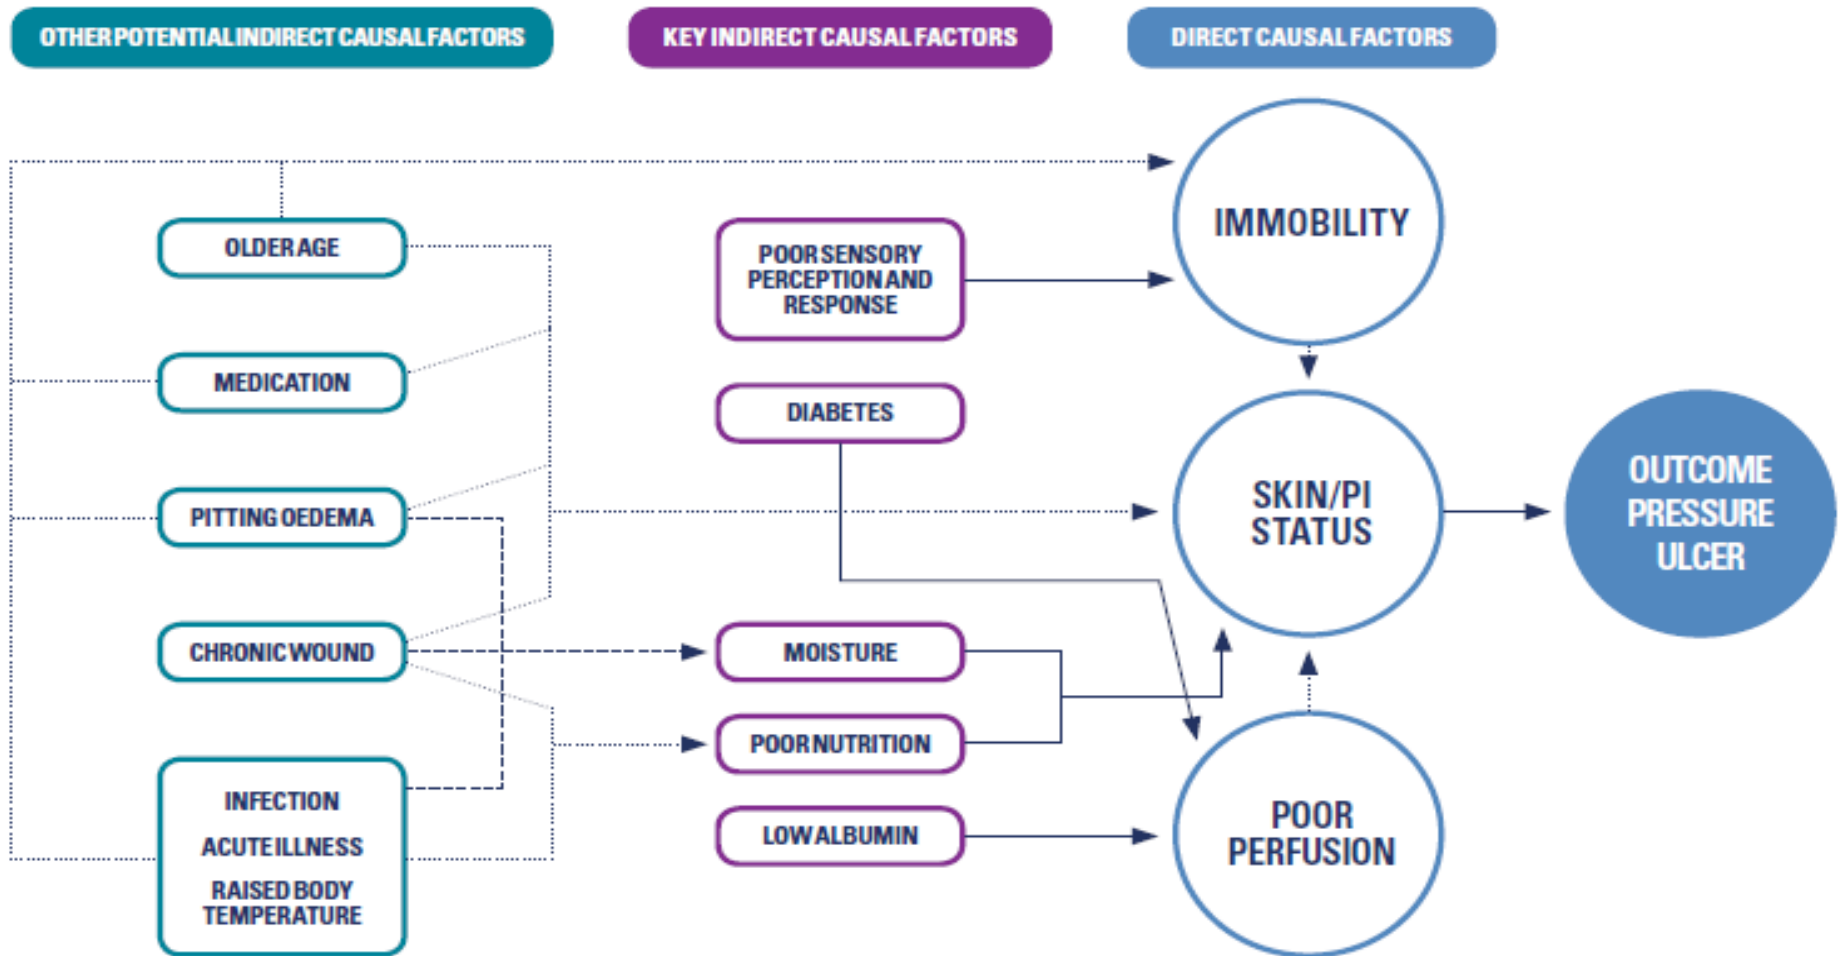 OTHER POTENTIAL INDIRECT CAUSAL FACTORS
KEY INDIRECT CAUSAL FACTORS
DIRECT CAUSAL FACTORS
OLDER AGE
MEDICATION
PITTING OEDEMA
CHRONIC WOUND
INFECTION
ACUTE ILLNESS
RAISED BODY
TEMPERATURE
POOR SENSORY
PERCEPTION AND
RESPONSE
DIABETES
MOISTURE
POOR NUTRITION
LOW ALBUMIN
IMMOBILITY
SKIN/PI
STATUS
POOR
PERFUSION
OUTCOME
PRESSURE
ULCER